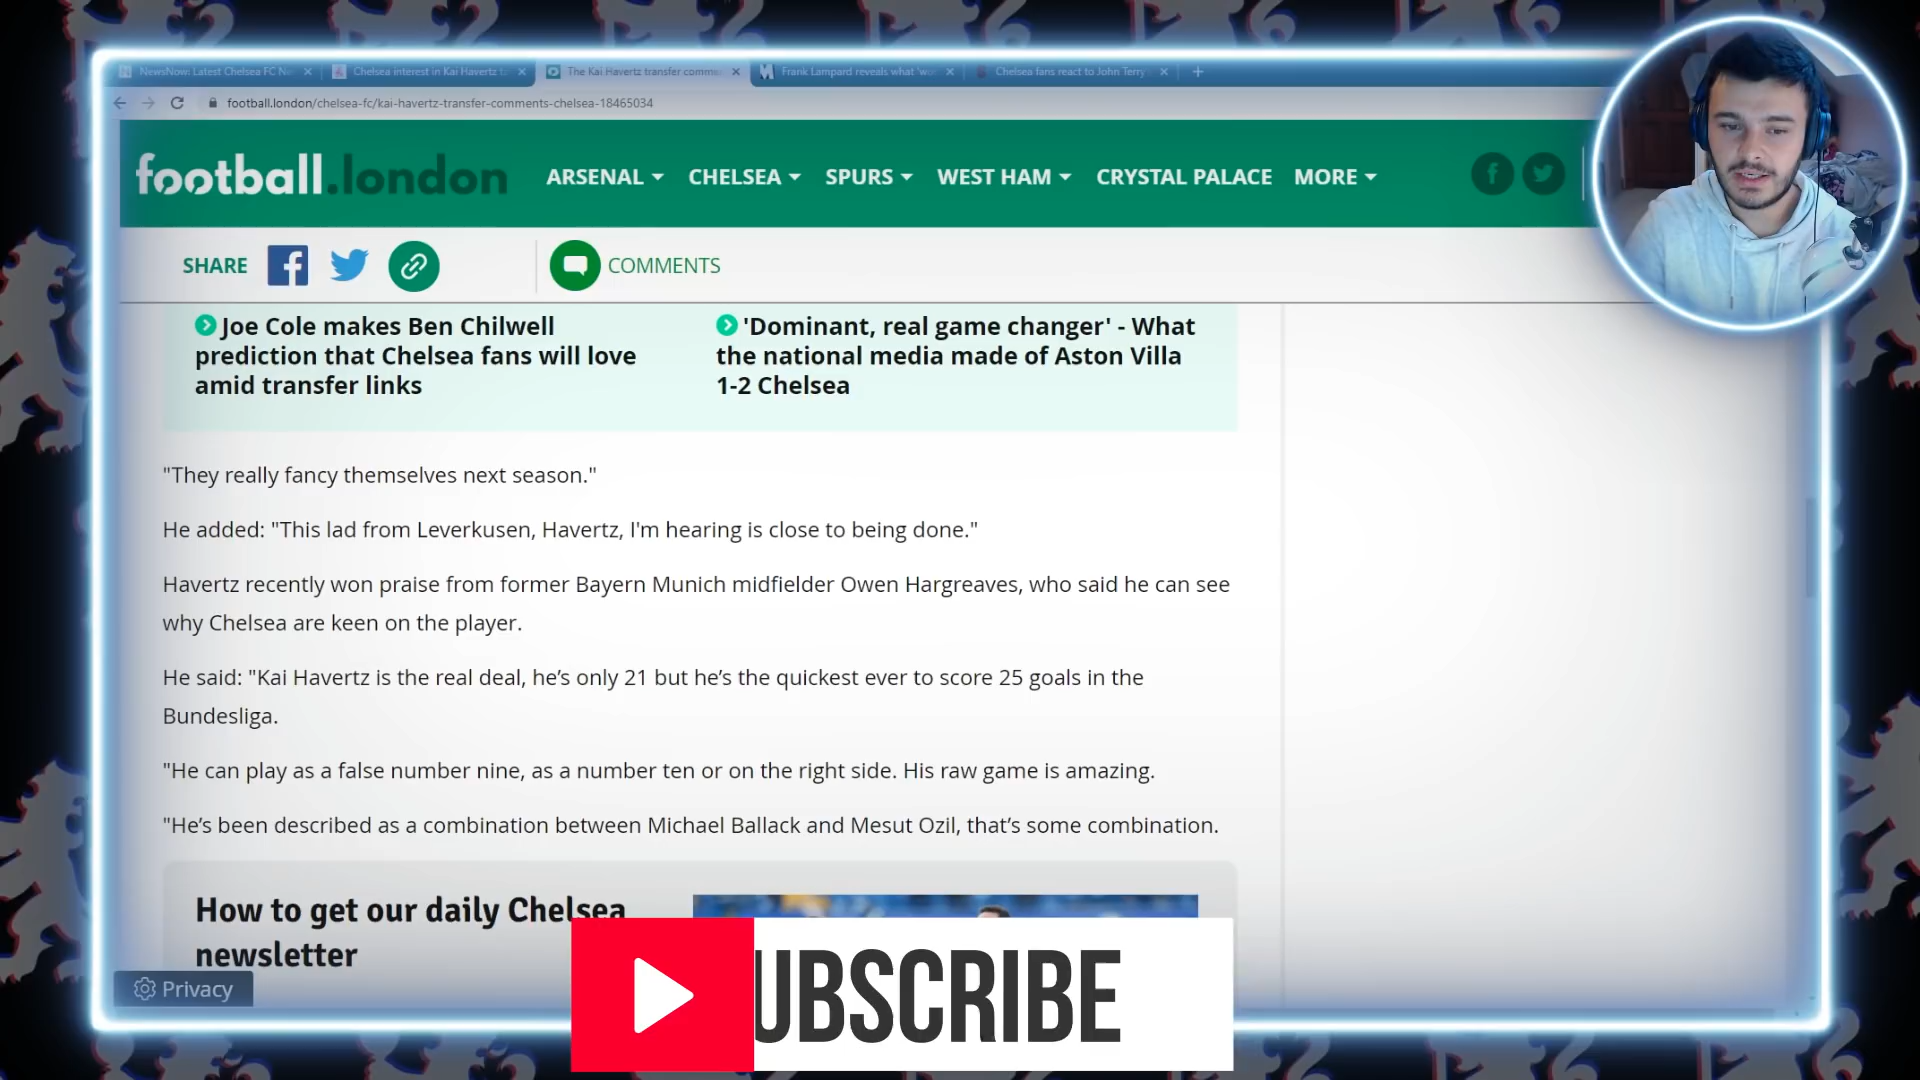 NewsNow: Latest Chelsea FC Ne
Chelsea interest in Kai Havertz
The Kai Havertz transfer comme
Frank Lampard reveals what 'wo
Chelsea fans react to John Terry
football.london/chelsea-fc/kai-havertz-transfer-comments-chelsea-18465034
football.london
ARSENAL CHELSEA SPURS WEST HAM CRYSTAL PALACE MORE
SHARE COMMENTS
Joe Cole makes Ben Chilwell
prediction that Chelsea fans will love
amid transfer links
'Dominant, real game changer' - What
the national media made of Aston Villa
1-2 Chelsea
"They really fancy themselves next season."
He added: "This lad from Leverkusen, Havertz, I'm hearing is close to being done."
Havertz recently won praise from former Bayern Munich midfielder Owen Hargreaves, who said he can see
why Chelsea are keen on the player.
He said: "Kai Havertz is the real deal, he’s only 21 but he’s the quickest ever to score 25 goals in the
Bundesliga.
"He can play as a false number nine, as a number ten or on the right side. His raw game is amazing.
"He’s been described as a combination between Michael Ballack and Mesut Ozil, that’s some combination.
How to get our daily Chelsea
newsletter
Privacy
UBSCRIBE